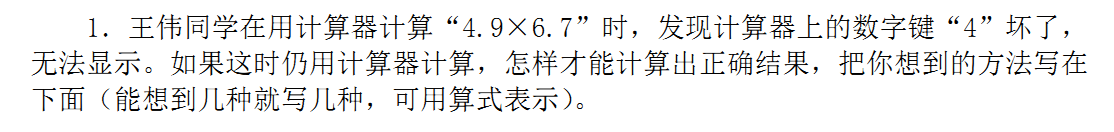 1．王伟同学在用计算器计算“4.9×6.7”时，发现计算器上的数字键“4”坏了，
无法显示。如果这时仍用计算器计算，怎样才能计算出正确结果，把你想到的方法写在
下面（能想到几种就写几种，可用算式表示）。